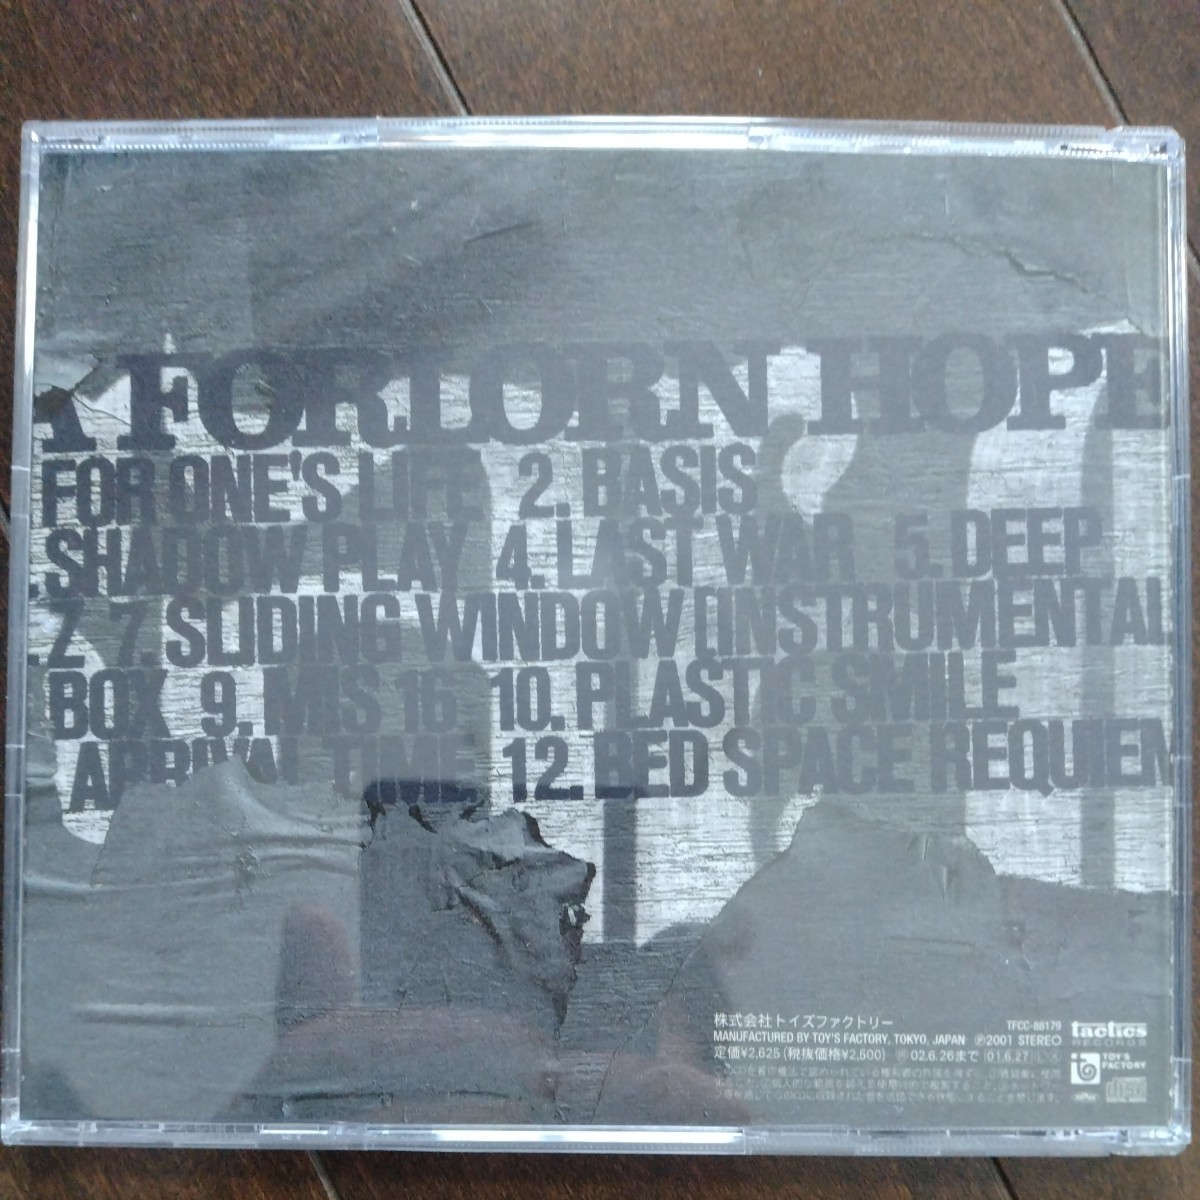 A FORLORN HOPE
FOR ONE'S LIFE 2. BASIS
.SHADOW PLAY 4. LAST WAR 5. DEEP
. Z 7. SLIDING WINDOW [INSTRUMENTAL
BOX 9. MIS 16 10. PLASTIC SMILE
ARRIVAL TIME 12. BED SPACE REQUIEM
株式会社トイズファクトリー
TFCC-88179
MANUFACTURED BY TOY'S FACTORY, TOKYO, JAPAN ℗2001 STEREO
定価¥2,625 (税抜価格¥2,500) 02.6.26まで 01.6.27
tactics
RECORDS
TOY'S
FACTORY